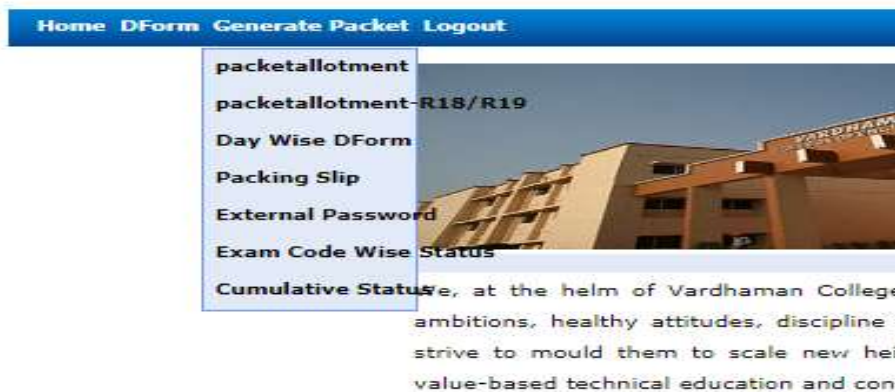 Home DForm Generate Packet Logout
packetallotment
packetallotment-R18/R19
Day Wise DForm
Packing Slip
External Password
Exam Code Wise Status
Cumulative Status
VARDHAM
We, at the helm of Vardhaman College
ambitions, healthy attitudes, discipline
strive to mould them to scale new hei
value-based technical education and con